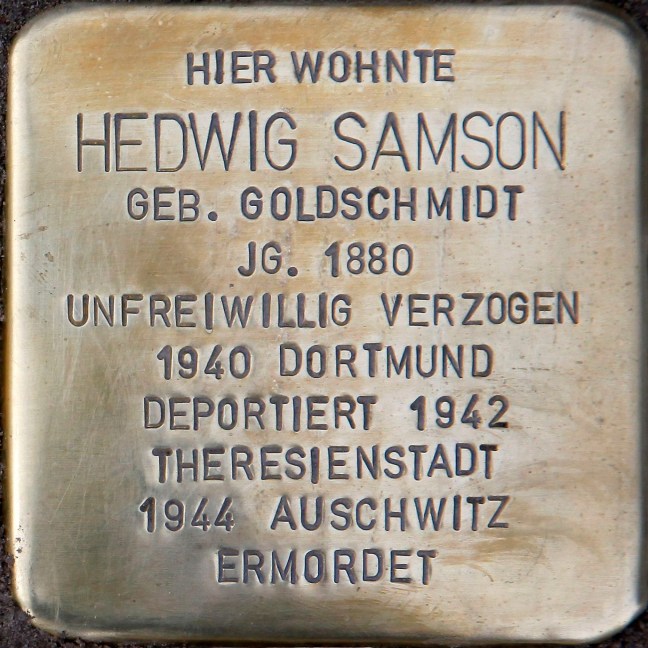 HIER WOHNTE
HEDWIG SAMSON
GEB. GOLDSCHMIDT
JG. 1880
UNFREIWILLIG VERZOGEN
1940 DORTMUND
DEPORTIERT 1942
THERESIENSTADT
1944 AUSCHWITZ
ERMORDET